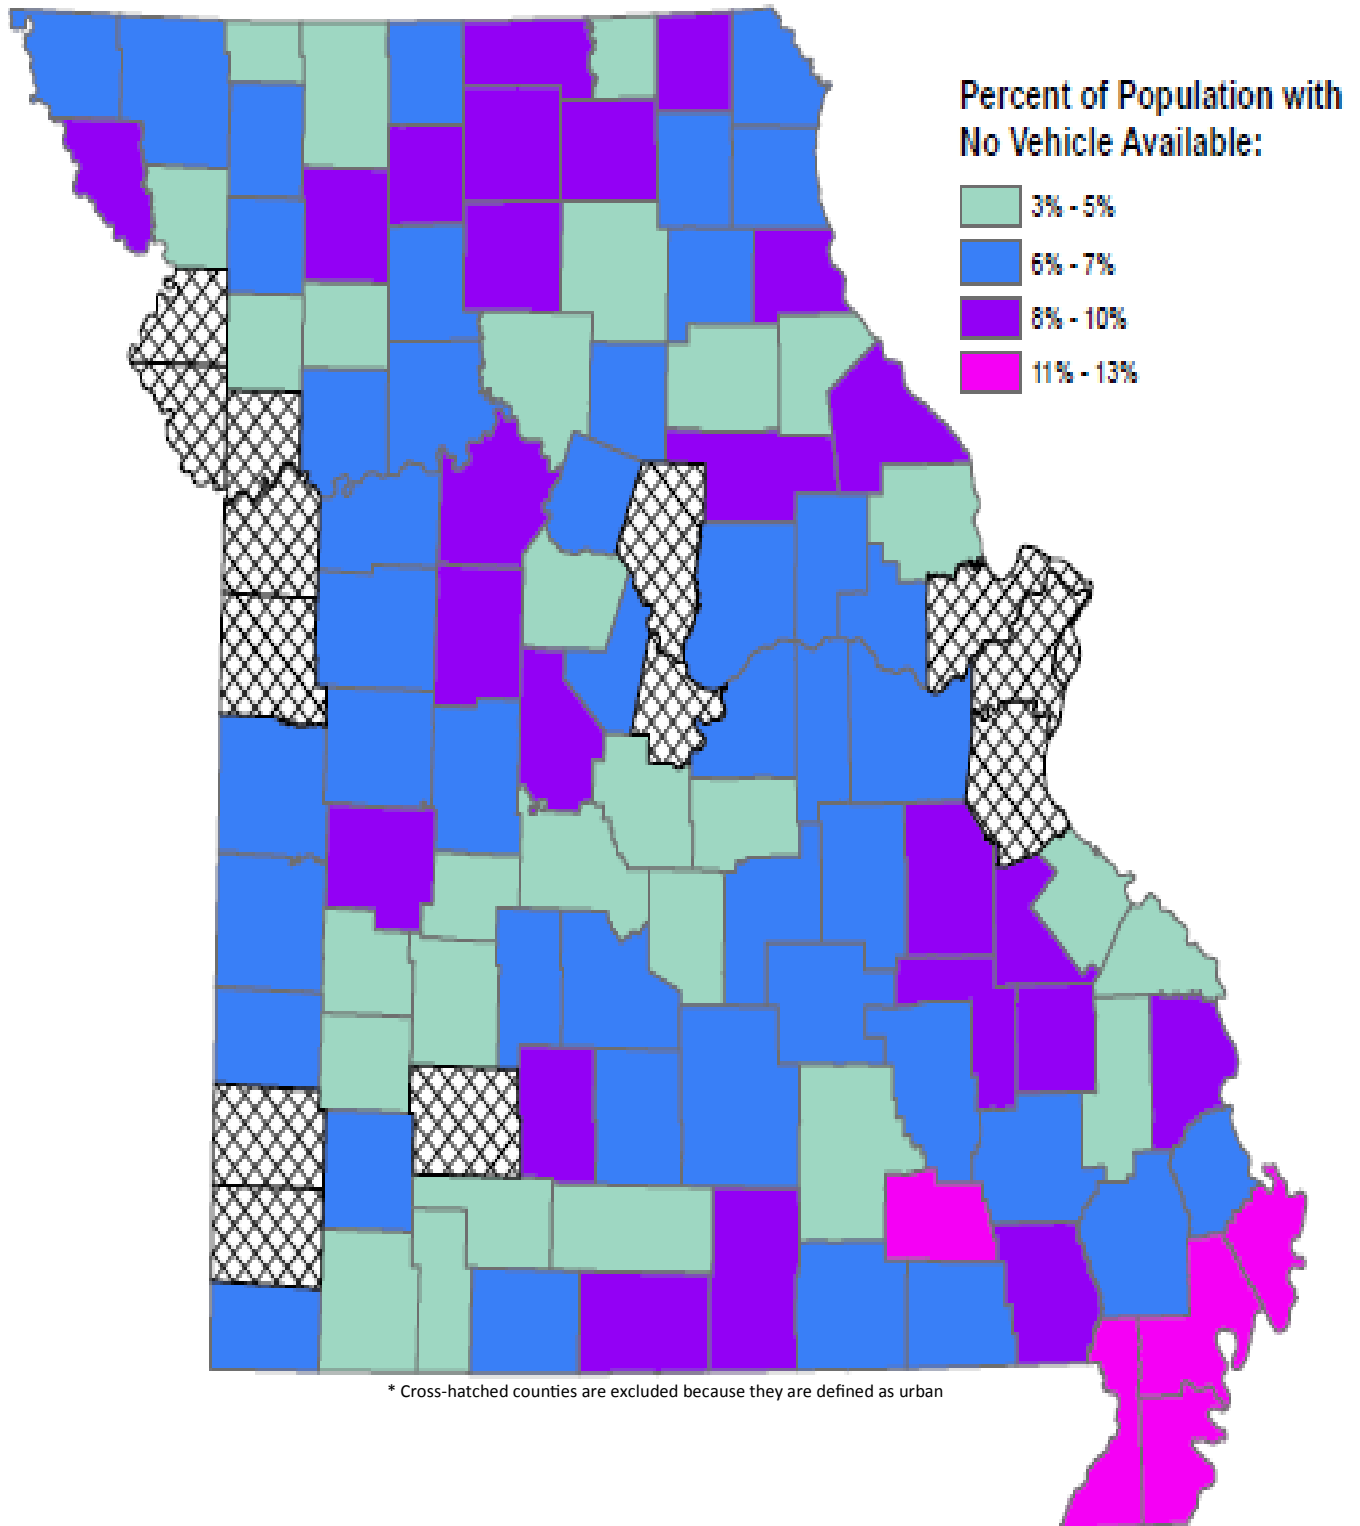 Percent of Population with
No Vehicle Available:
3% - 5%
6% - 7%
8% - 10%
11% - 13%
* Cross-hatched counties are excluded because they are defined as urban